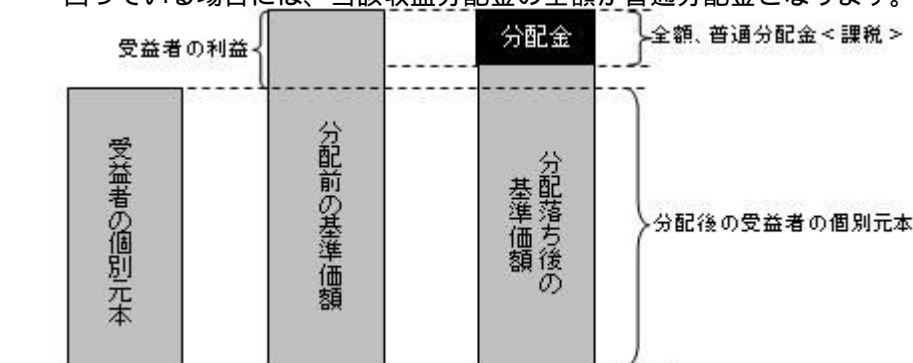 回っている場合には、当該収益分配金の全額が普通分配金となります。
受益者の利益
分配金
全額、普通分配金<課税>
受益者の個別元本
分配前の基準価額
分配落ち後の
基準価額
分配後の受益者の個別元本